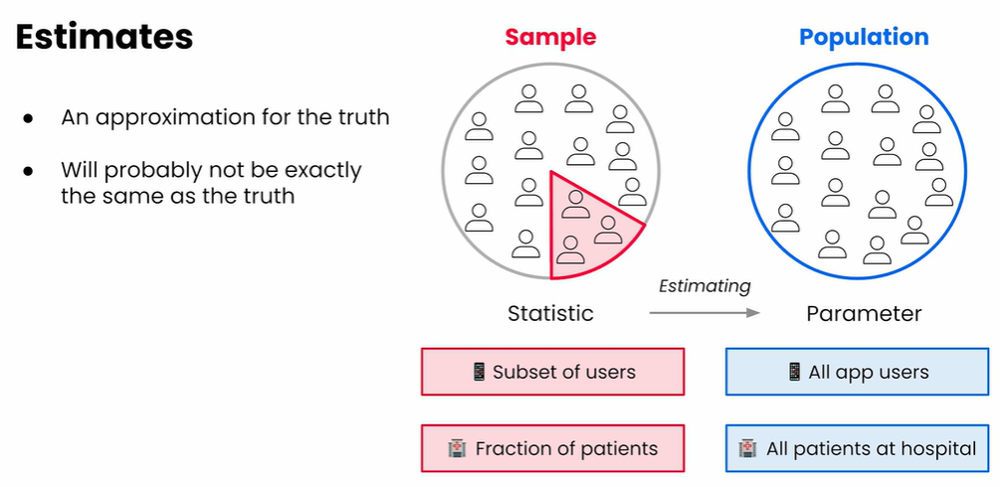 Estimates
● An approximation for the truth
● Will probably not be exactly
the same as the truth
Sample
Population
Estimating
Statistic
Parameter
Subset of users
All app users
Fraction of patients
All patients at hospital